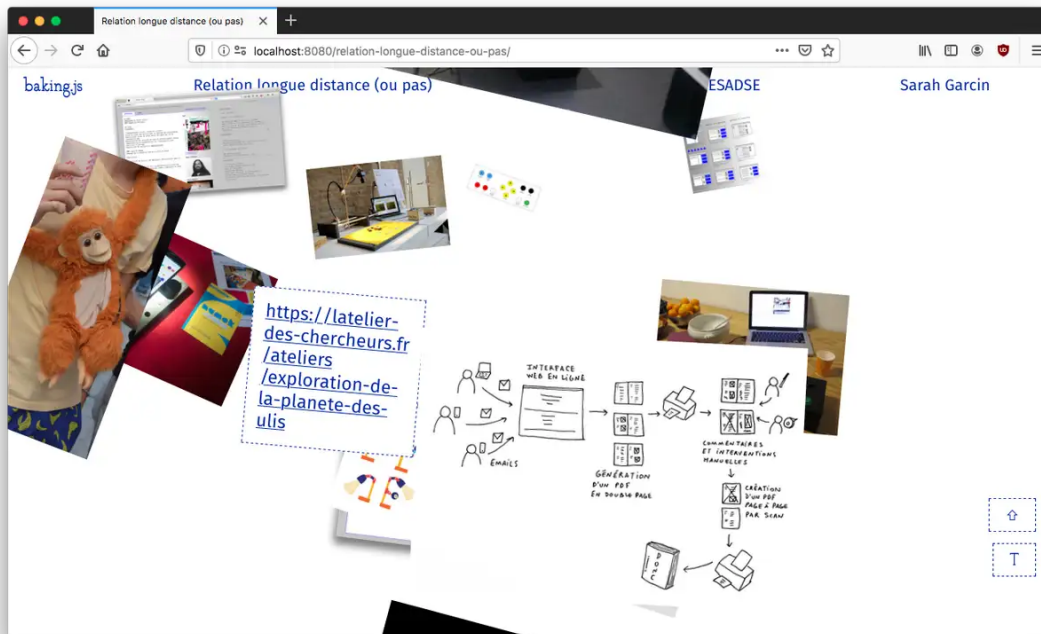 Relation longue distance (ou pas)
localhost:8080/relation-longue-distance-ou-pas/
baking.js
Relation longue distance (ou pas)
ESADSE
Sarah Garcin
https://latelier-
des-chercheurs.fr
/ateliers
/exploration-de-
la-planete-des-
ulis
INTERFACE
WEB EN LIGNE
EMAILS
GÉNÉRATION
D'UN PDF
EN DOUBLE PAGE
COMMENTAIRES
ET INTERVENTIONS
MANUELLES
CRÉATION
D'UN PDF
PAGE À PAGE
PAR SCAN
DONC
T